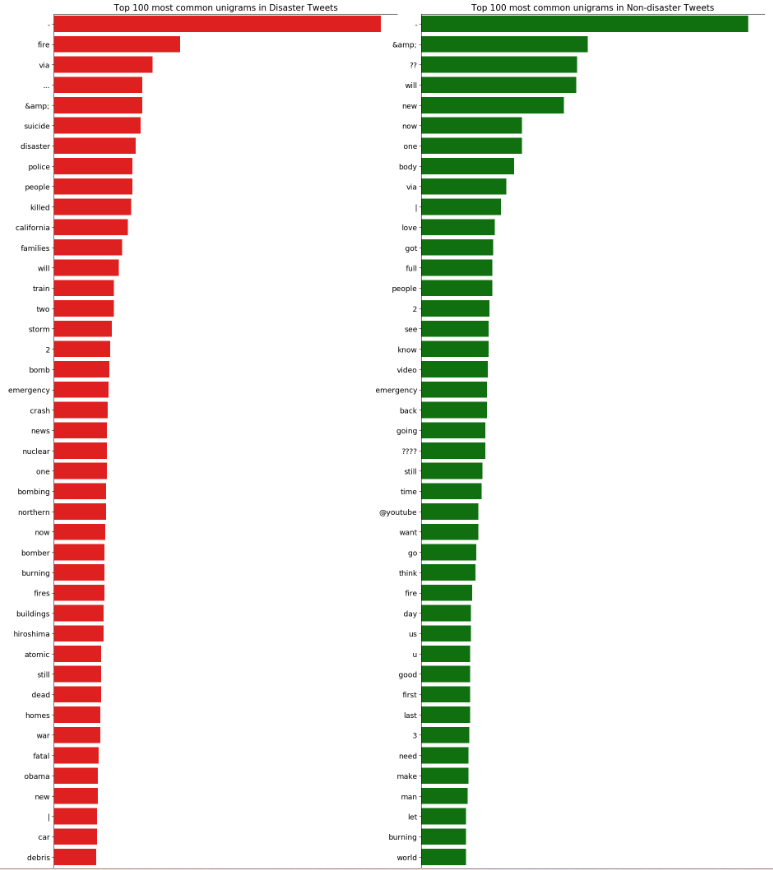 Top 100 most common unigrams in Disaster Tweets
-
fire
via
...
&amp;
suicide
disaster
police
people
killed
california
families
will
train
two
storm
2
bomb
emergency
crash
news
nuclear
one
bombing
northern
now
bomber
burning
fires
buildings
hiroshima
atomic
still
dead
homes
war
fatal
obama
new
|
car
debris
Top 100 most common unigrams in Non-disaster Tweets
-
&amp;
??
will
new
now
one
body
via
|
love
got
full
people
2
see
know
video
emergency
back
going
????
still
time
@youtube
want
go
think
fire
day
us
u
good
first
last
3
need
make
man
let
burning
world